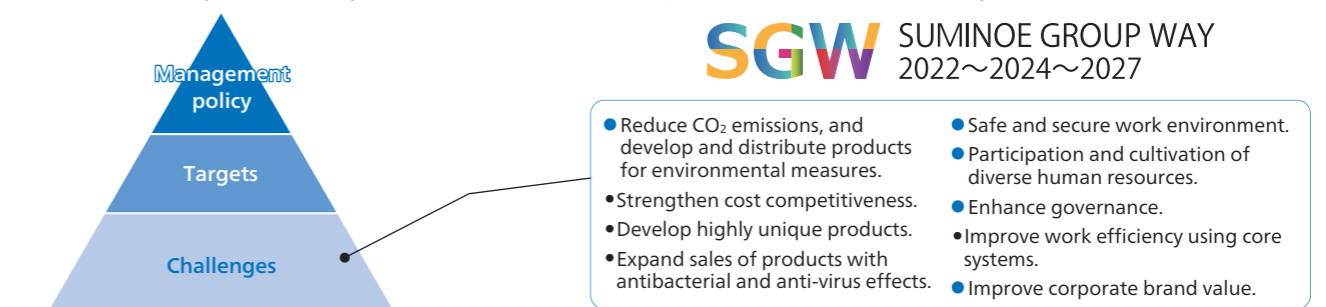 Management
policy
Targets
Challenges
SGW SUMINOE GROUP WAY
2022～2024～2027
●Reduce CO₂ emissions, and
develop and distribute products
for environmental measures.
•Strengthen cost competitiveness.
•Develop highly unique products.
•Expand sales of products with
antibacterial and anti-virus effects.
●Safe and secure work environment.
●Participation and cultivation of
diverse human resources.
●Enhance governance.
•Improve work efficiency using core
systems.
●Improve corporate brand value.